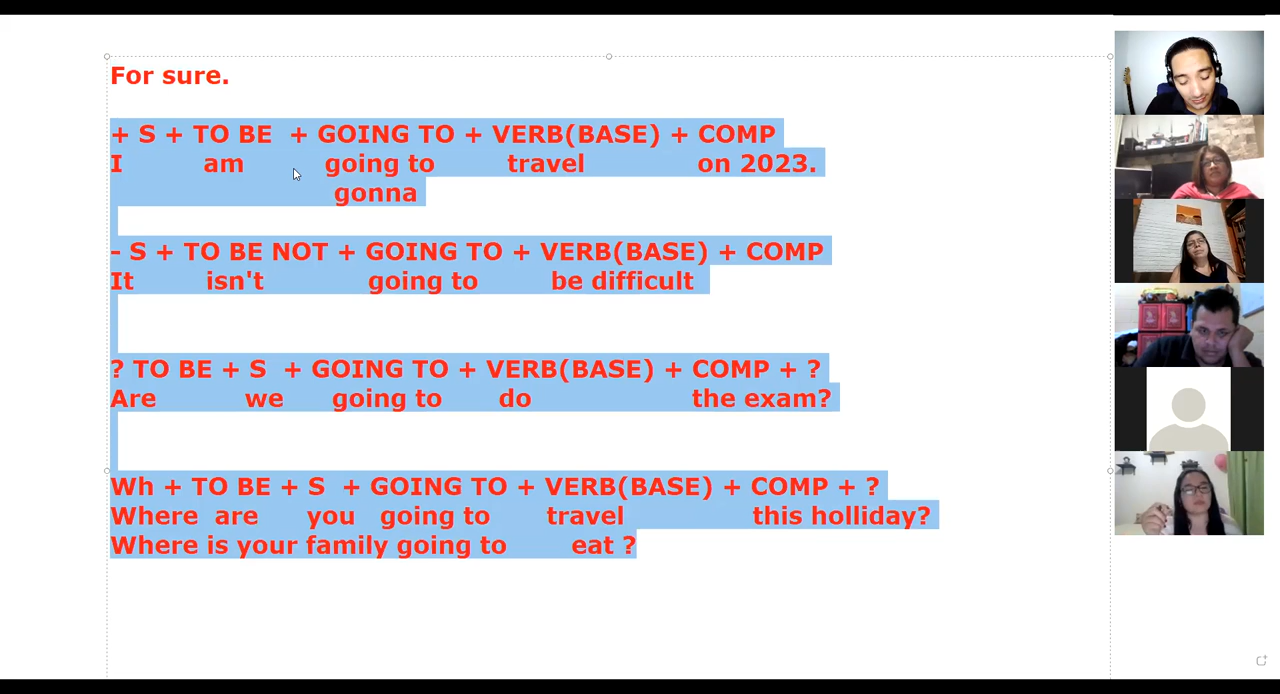 For sure.
+ S + TO BE + GOING TO + VERB(BASE) + COMP
I am going to travel on 2023.
gonna
- S + TO BE NOT + GOING TO + VERB(BASE) + COMP
It isn't going to be difficult
? TO BE + S + GOING TO + VERB(BASE) + COMP + ?
Are we going to do the exam?
Wh + TO BE + S + GOING TO + VERB(BASE) + COMP + ?
Where are you going to travel this holliday?
Where is your family going to eat ?